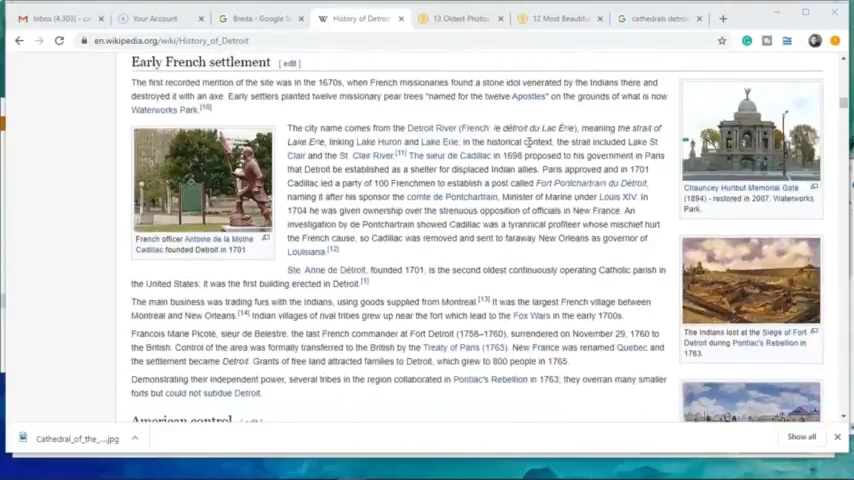 Inbox (4,303) - ca
Your Account
Breda - Google S
History of Detroit
13 Oldest Photo
12 Most Beautifu
cathedrals detro
en.wikipedia.org/wiki/History_of_Detroit
Early French settlement [ edit ]
The first recorded mention of the site was in the 1670s, when French missionaries found a stone idol venerated by the Indians there and
destroyed it with an axe. Early settlers planted twelve missionary pear trees "named for the twelve Apostles" on the grounds of what is now
Waterworks Park.[10]
The city name comes from the Detroit River (French: le détroit du Lac Érie), meaning the strait of
Lake Erie, linking Lake Huron and Lake Erie; in the historical context, the strait included Lake St.
Clair and the St. Clair River.[11] The sieur de Cadillac in 1698 proposed to his government in Paris
that Detroit be established as a shelter for displaced Indian allies. Paris approved and in 1701
Cadillac led a party of 100 Frenchmen to establish a post called Fort Pontchartrain du Détroit,
naming it after his sponsor the comte de Pontchartrain, Minister of Marine under Louis XIV. In
1704 he was given ownership over the strenuous opposition of officials in New France. An
investigation by de Pontchartrain showed Cadillac was a tyrannical profiteer whose mischief hurt
the French cause, so Cadillac was removed and sent to faraway New Orleans as governor of
Louisiana.[12]
French officer Antoine de la Mothe
Cadillac founded Detroit in 1701
Chauncey Hurlbut Memorial Gate
(1894) - restored in 2007. Waterworks
Park.
Ste. Anne de Détroit, founded 1701, is the second oldest continuously operating Catholic parish in
the United States; it was the first building erected in Detroit.[1]
The main business was trading furs with the Indians, using goods supplied from Montreal.[13] It was the largest French village between
Montreal and New Orleans.[14] Indian villages of rival tribes grew up near the fort which lead to the Fox Wars in the early 1700s.
Francois Marie Picoté, sieur de Belestre, the last French commander at Fort Detroit (1758–1760), surrendered on November 29, 1760 to
the British. Control of the area was formally transferred to the British by the Treaty of Paris (1763). New France was renamed Quebec and
the settlement became Detroit. Grants of free land attracted families to Detroit, which grew to 800 people in 1765.
The Indians lost at the Siege of Fort
Detroit during Pontiac's Rebellion in
1763.
Demonstrating their independent power, several tribes in the region collaborated in Pontiac's Rebellion in 1763; they overran many smaller
forts but could not subdue Detroit.
American control
Cathedral_of_the_....jpg
Show all